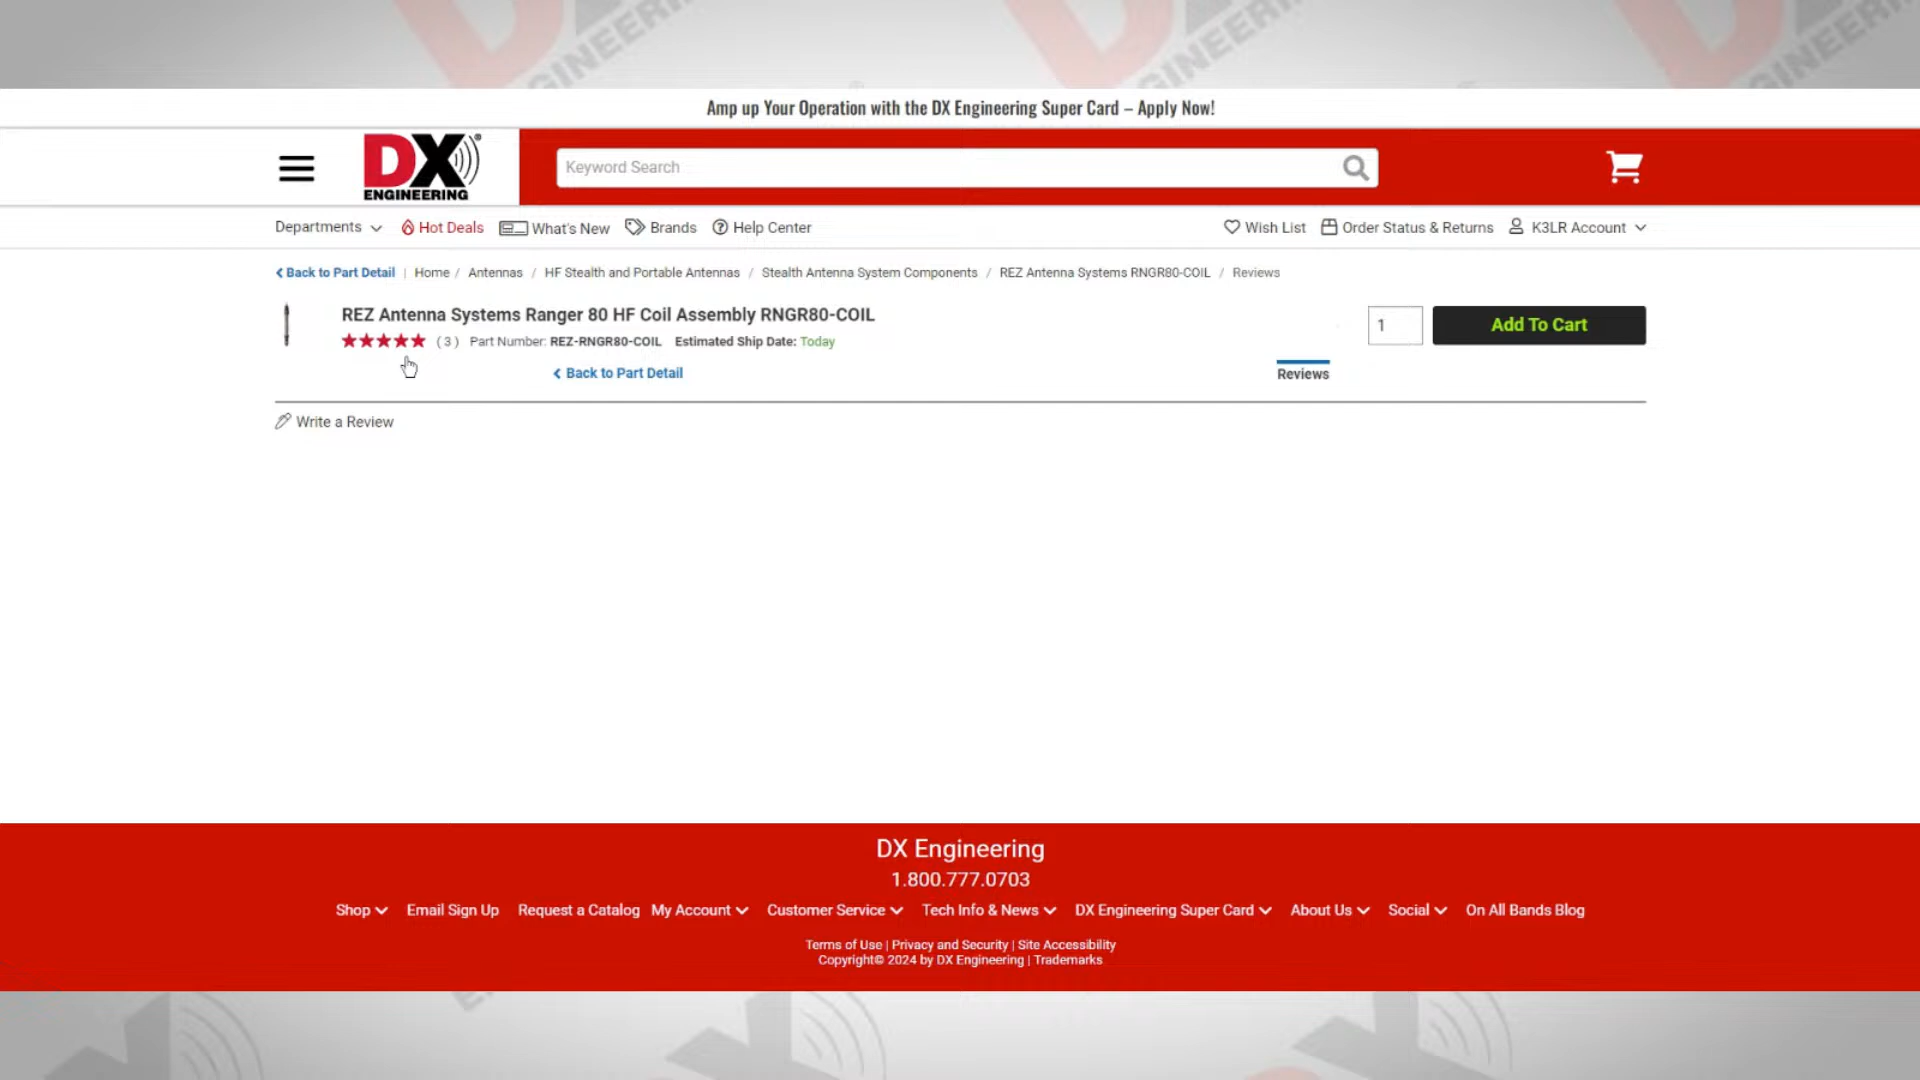 Amp up Your Operation with the DX Engineering Super Card – Apply Now!
DX®
ENGINEERING
Keyword Search
Departments Hot Deals What's New Brands Help Center Wish List Order Status & Returns K3LR Account
Back to Part Detail | Home / Antennas / HF Stealth and Portable Antennas / Stealth Antenna System Components / REZ Antenna Systems RNGR80-COIL / Reviews
REZ Antenna Systems Ranger 80 HF Coil Assembly RNGR80-COIL
1
Add To Cart
( 3 ) Part Number: REZ-RNGR80-COIL Estimated Ship Date: Today
Back to Part Detail
Reviews
Write a Review
DX Engineering
1.800.777.0703
Shop Email Sign Up Request a Catalog My Account Customer Service Tech Info & News DX Engineering Super Card About Us Social On All Bands Blog
Terms of Use | Privacy and Security | Site Accessibility
Copyright© 2024 by DX Engineering | Trademarks